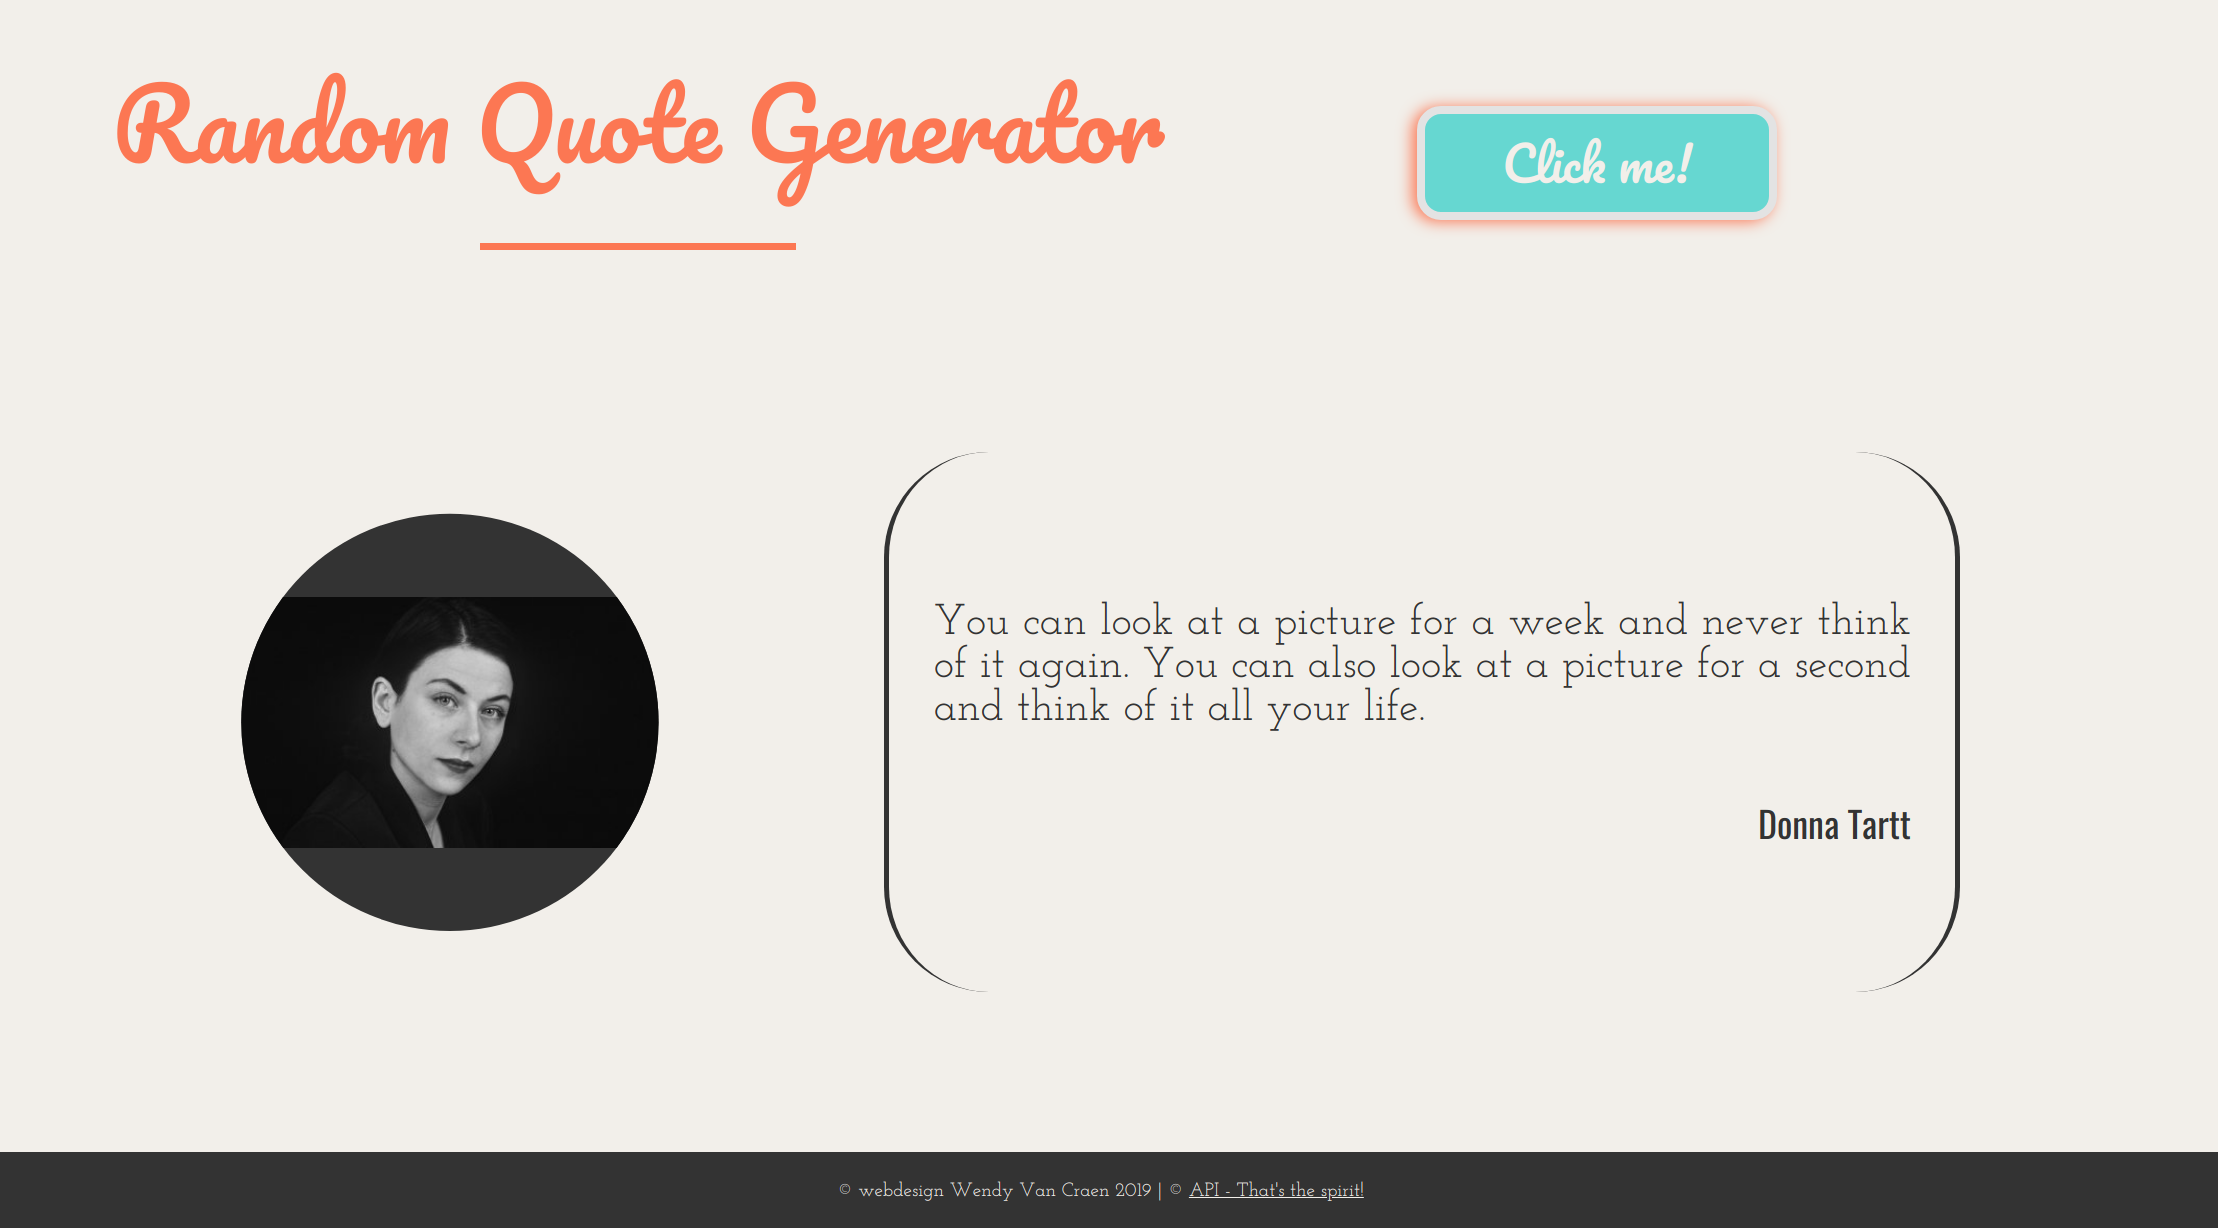 Random Quote Generator
Click me!
You can look at a picture for a week and never think
of it again. You can also look at a picture for a second
and think of it all your life.
Donna Tartt
© webdesign Wendy Van Craen 2019 | © API - That's the spirit!